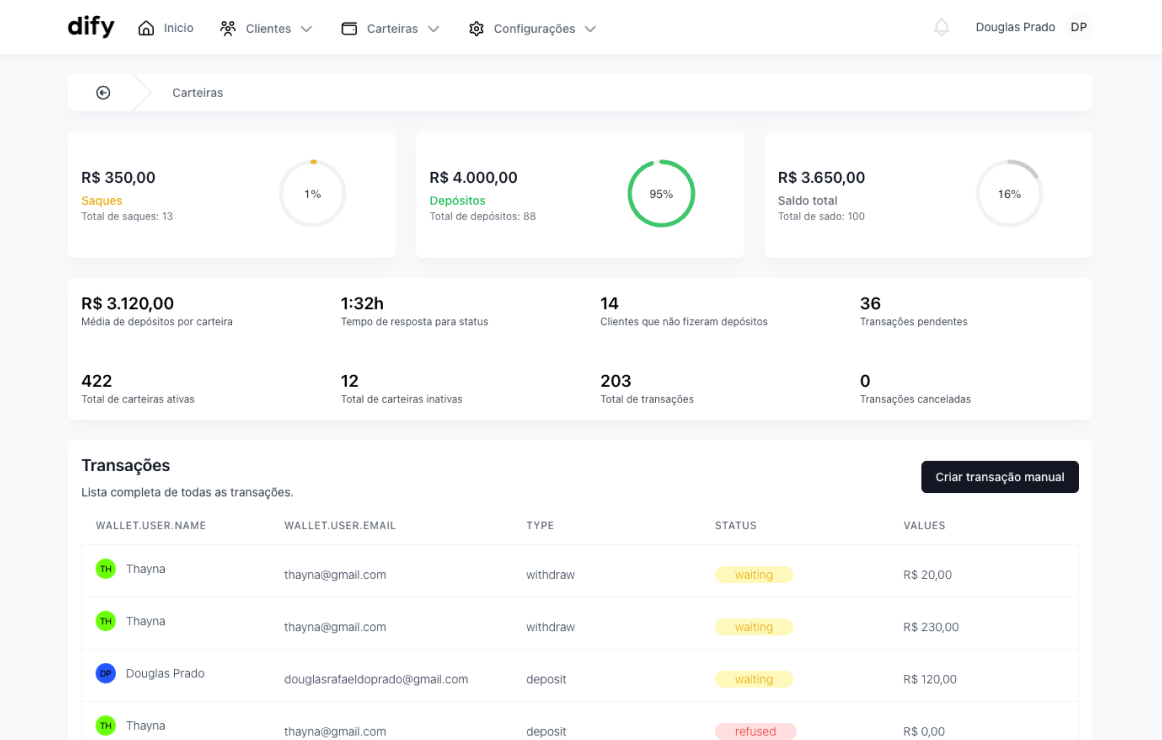 dify Inicio Clientes Carteiras Configurações Douglas Prado DP
Carteiras
R$ 350,00
Saques
Total de saques: 13
1%
R$ 4.000,00
Depósitos
Total de depósitos: 88
95%
R$ 3.650,00
Saldo total
Total de sado: 100
16%
R$ 3.120,00
Média de depósitos por carteira
1:32h
Tempo de resposta para status
14
Clientes que não fizeram depósitos
36
Transações pendentes
422
Total de carteiras ativas
12
Total de carteiras inativas
203
Total de transações
0
Transações canceladas
Transações
Lista completa de todas as transações.
Criar transação manual
WALLET.USER.NAME WALLET.USER.EMAIL TYPE STATUS VALUES
TH Thayna thayna@gmail.com withdraw waiting R$ 20,00
TH Thayna thayna@gmail.com withdraw waiting R$ 230,00
DP Douglas Prado douglasrafaeldoprado@gmail.com deposit waiting R$ 120,00
TH Thayna thayna@gmail.com deposit refused R$ 0,00